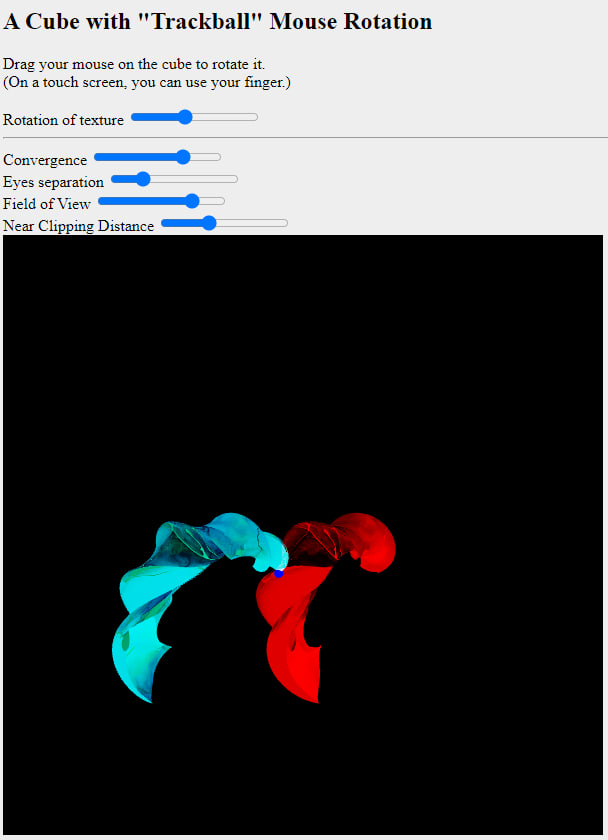 A Cube with "Trackball" Mouse Rotation
Drag your mouse on the cube to rotate it.
(On a touch screen, you can use your finger.)
Rotation of texture
Convergence
Eyes separation
Field of View
Near Clipping Distance